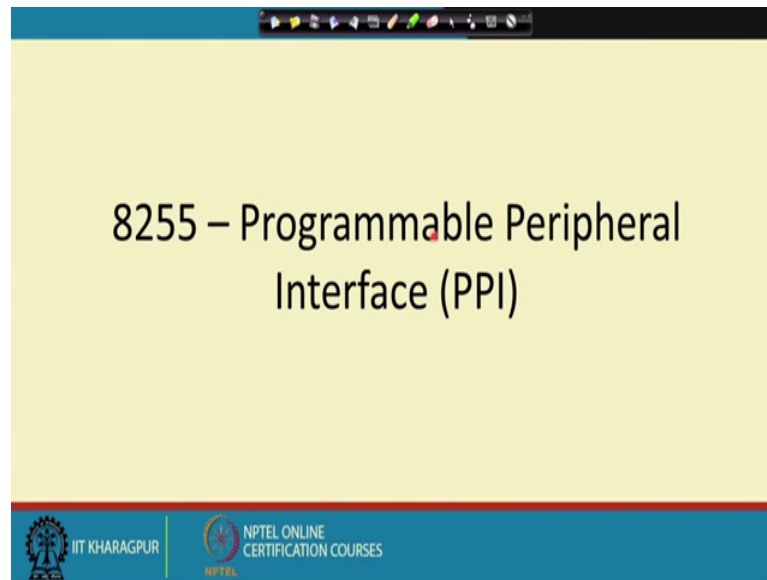 8255 – Programmable Peripheral
Interface (PPI)
IIT KHARAGPUR
NPTEL ONLINE
CERTIFICATION COURSES
NPTEL